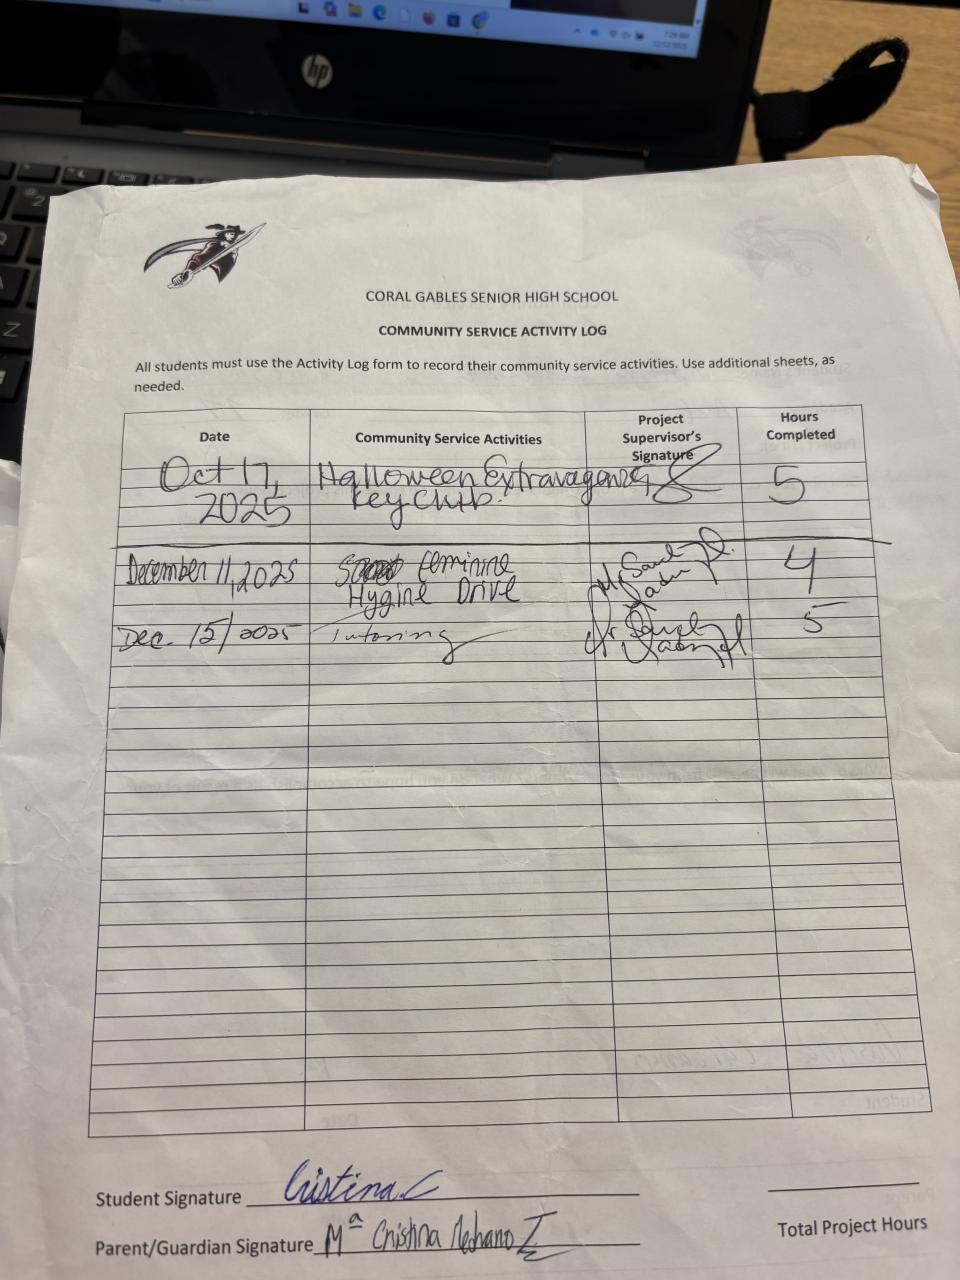 hp
CORAL GABLES SENIOR HIGH SCHOOL
COMMUNITY SERVICE ACTIVITY LOG
All students must use the Activity Log form to record their community service activities. Use additional sheets, as
needed.
Date Community Service Activities Project Supervisor's Signature Hours Completed
Oct 17, Halloween Extravaganza 5
2025 Key Club.
December 11, 2025 feminine 4
Hygine Drive
Dec. 15/2025 Tutoring 5
Student Signature Cristina C
Parent/Guardian Signature Mª Cristina
Total Project Hours